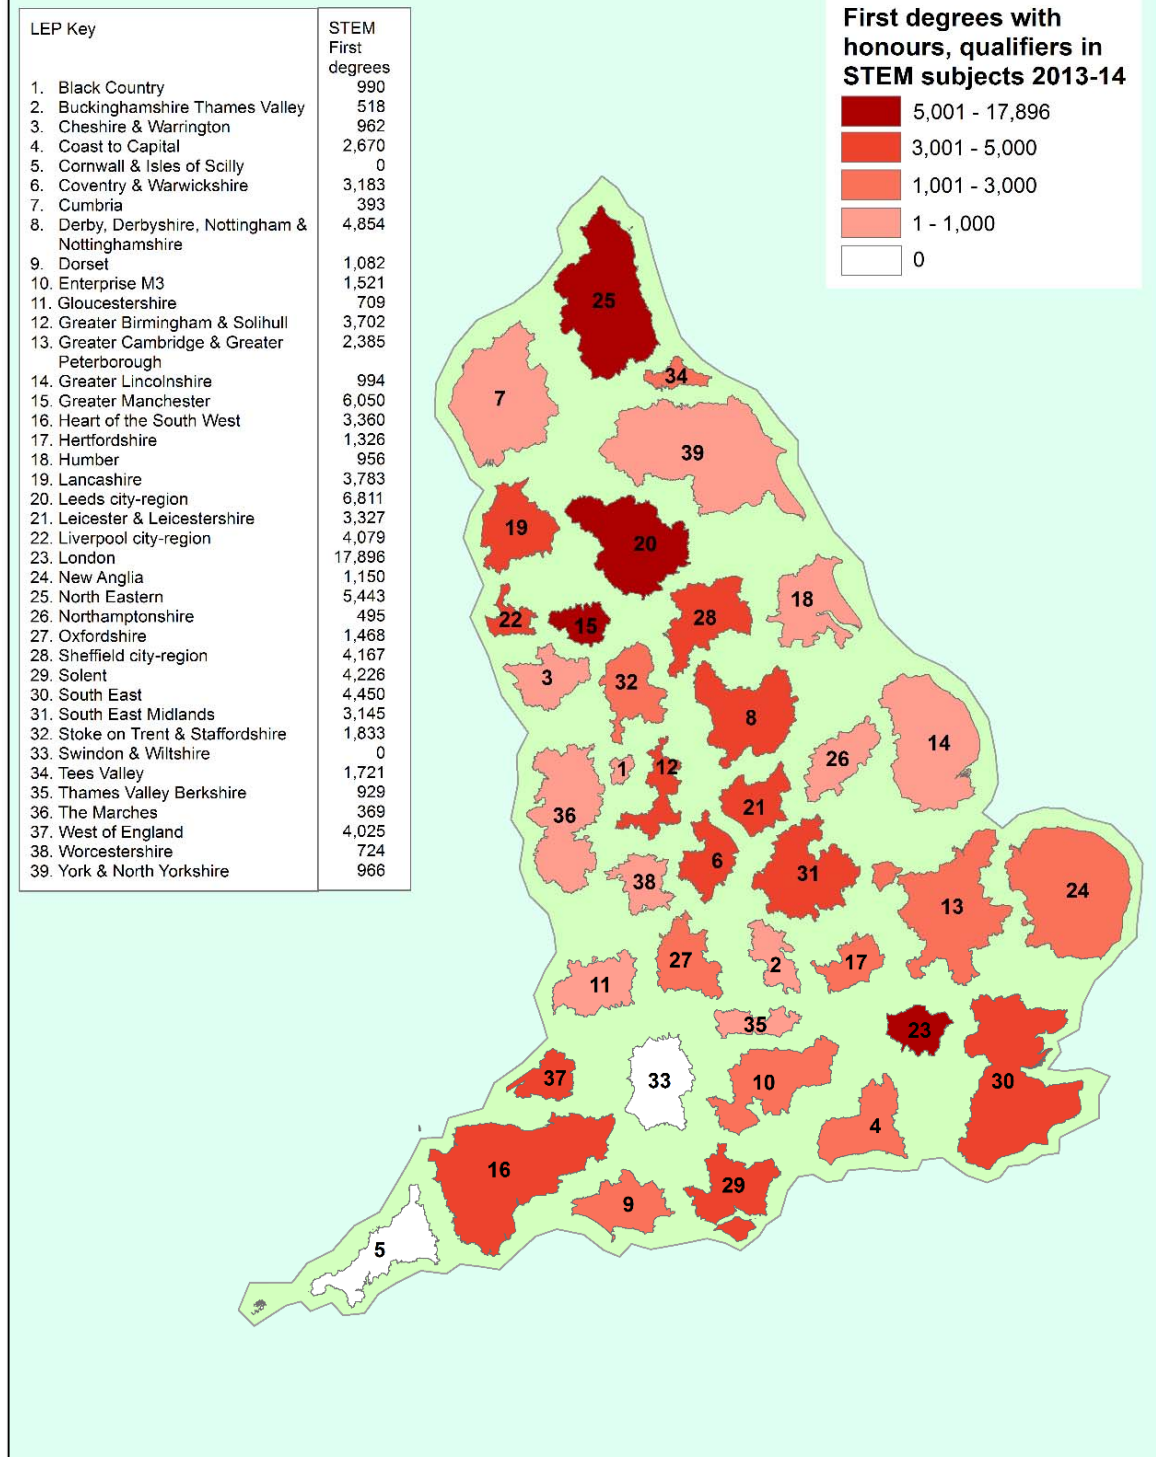 LEP Key STEM
First
degrees
1. Black Country 990
2. Buckinghamshire Thames Valley 518
3. Cheshire & Warrington 962
4. Coast to Capital 2,670
5. Cornwall & Isles of Scilly 0
6. Coventry & Warwickshire 3,183
7. Cumbria 393
8. Derby, Derbyshire, Nottingham & 4,854
Nottinghamshire
9. Dorset 1,082
10. Enterprise M3 1,521
11. Gloucestershire 709
12. Greater Birmingham & Solihull 3,702
13. Greater Cambridge & Greater 2,385
Peterborough
14. Greater Lincolnshire 994
15. Greater Manchester 6,050
16. Heart of the South West 3,360
17. Hertfordshire 1,326
18. Humber 956
19. Lancashire 3,783
20. Leeds city-region 6,811
21. Leicester & Leicestershire 3,327
22. Liverpool city-region 4,079
23. London 17,896
24. New Anglia 1,150
25. North Eastern 5,443
26. Northamptonshire 495
27. Oxfordshire 1,468
28. Sheffield city-region 4,167
29. Solent 4,226
30. South East 4,450
31. South East Midlands 3,145
32. Stoke on Trent & Staffordshire 1,833
33. Swindon & Wiltshire 0
34. Tees Valley 1,721
35. Thames Valley Berkshire 929
36. The Marches 369
37. West of England 4,025
38. Worcestershire 724
39. York & North Yorkshire 966
First degrees with
honours, qualifiers in
STEM subjects 2013-14
5,001 - 17,896
3,001 - 5,000
1,001 - 3,000
1 - 1,000
0
25
34
7
39
19
20
18
28
22
15
3
32
8
14
26
1
12
21
36
6
31
38
24
13
27
17
2
11
35
23
37
33
10
30
4
16
29
9
5